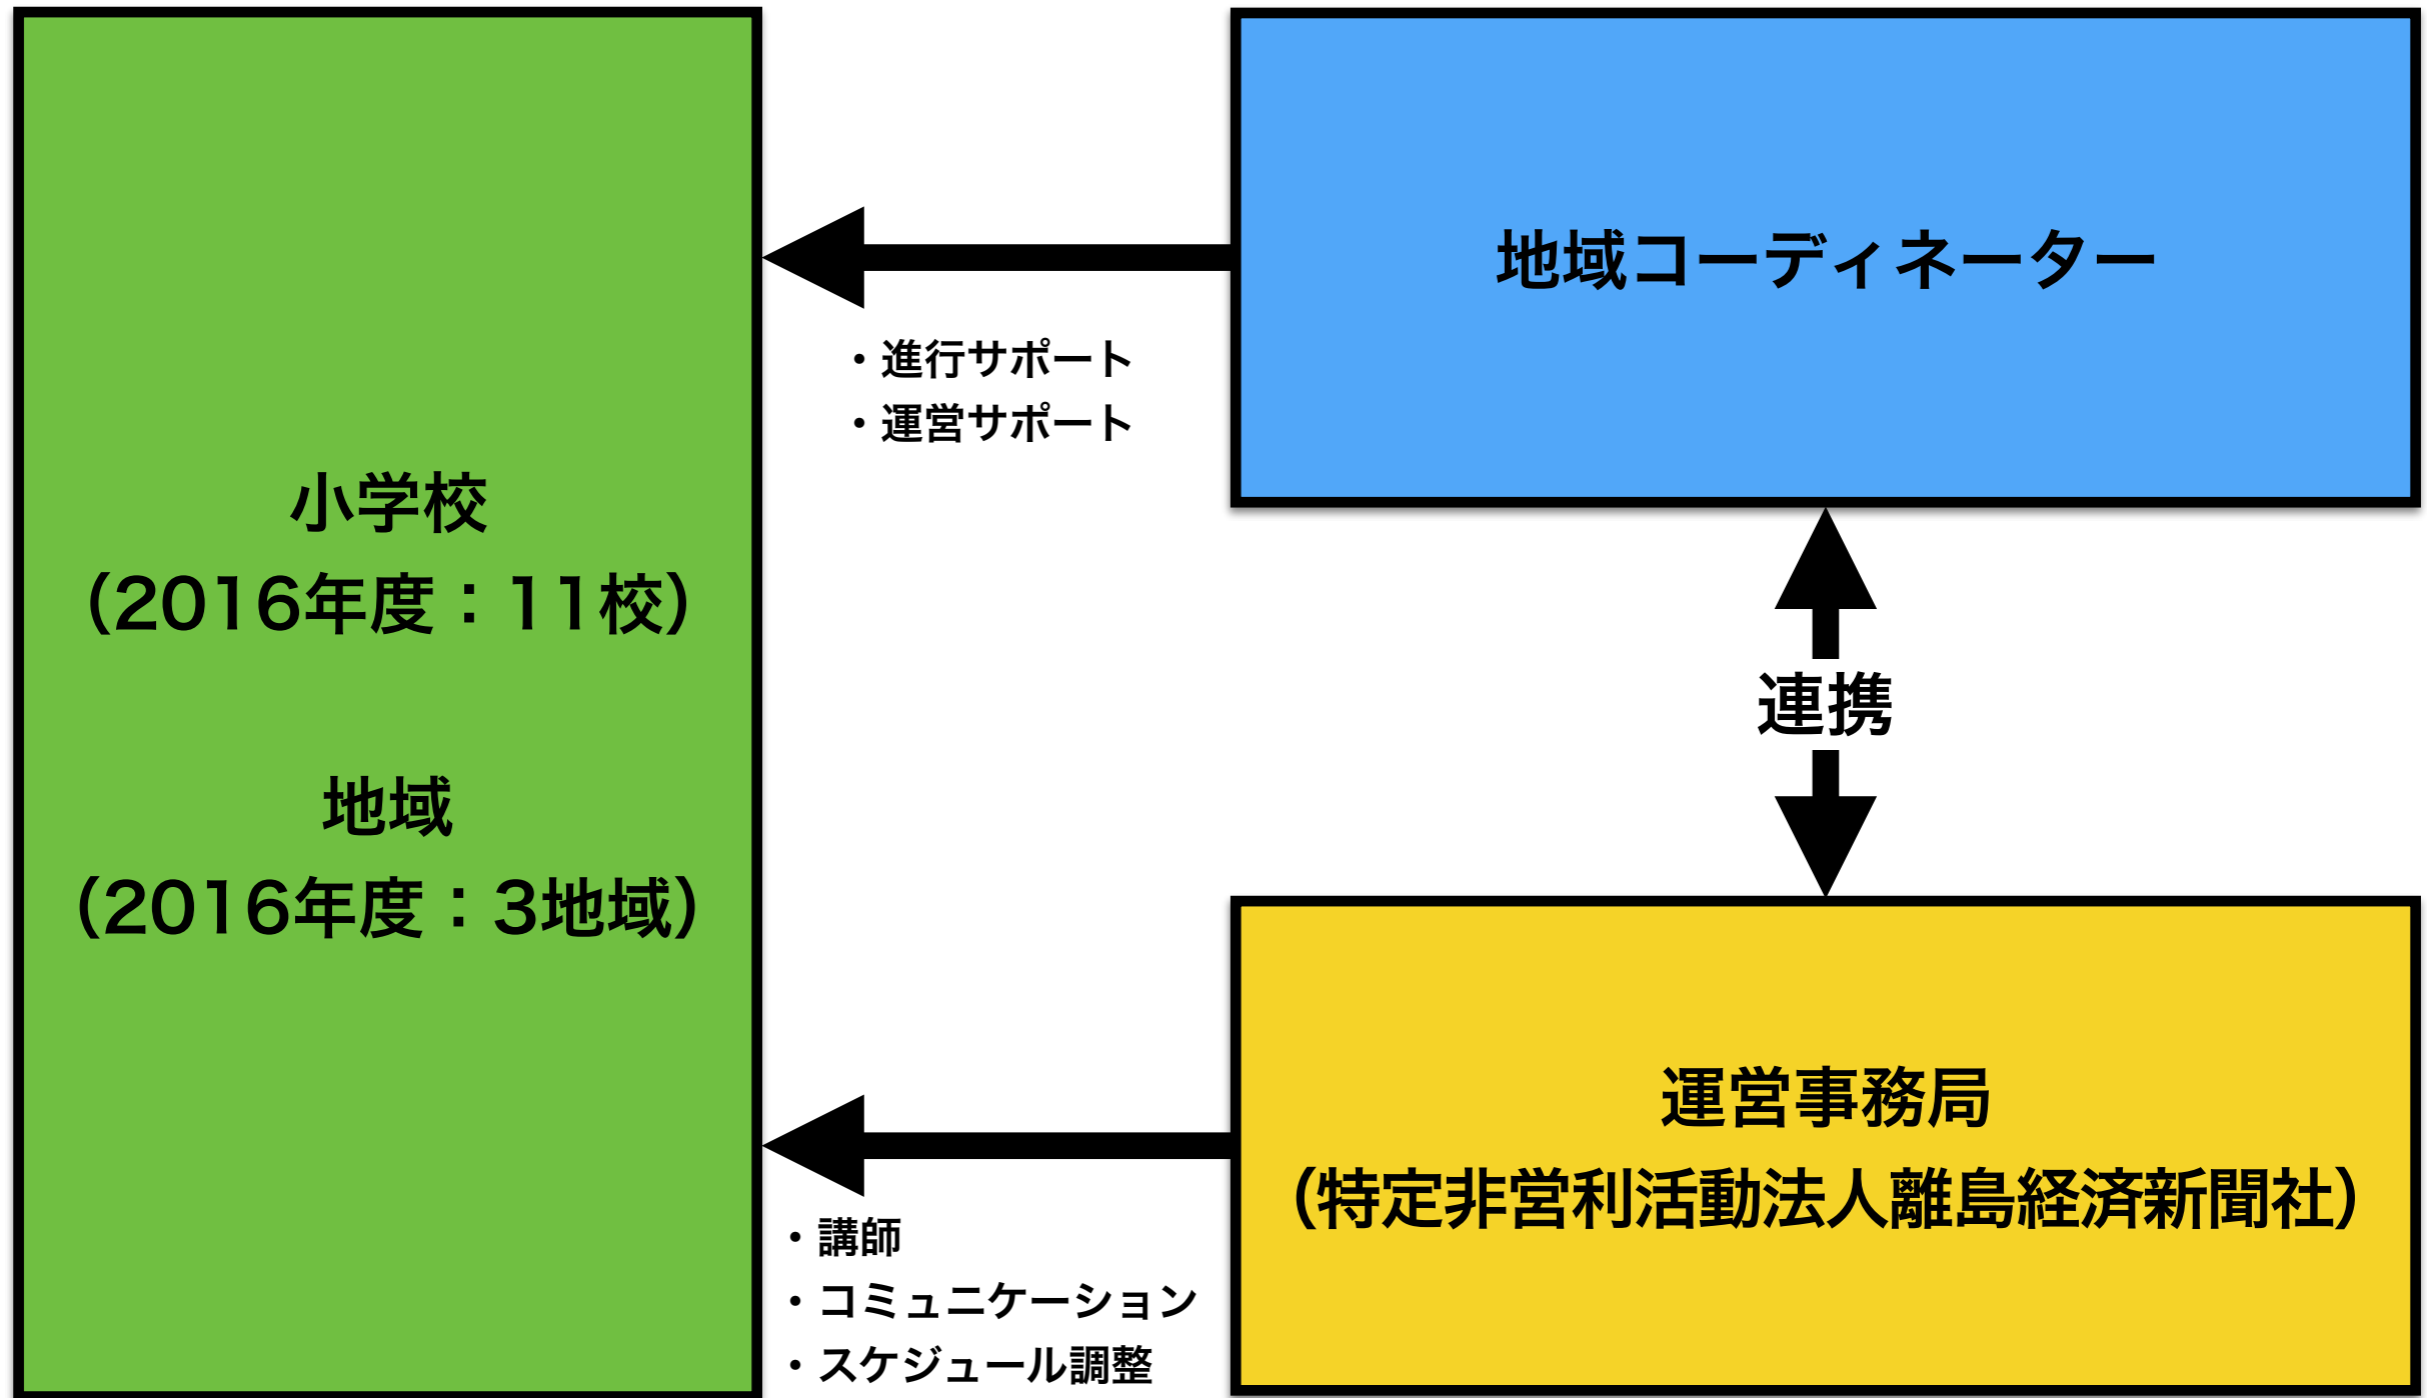 小学校
（2016年度：11校）
地域
（2016年度：3地域）
・進行サポート
・運営サポート
地域コーディネーター
連携
・講師
・コミュニケーション
・スケジュール調整
運営事務局
（特定非営利活動法人離島経済新聞社）